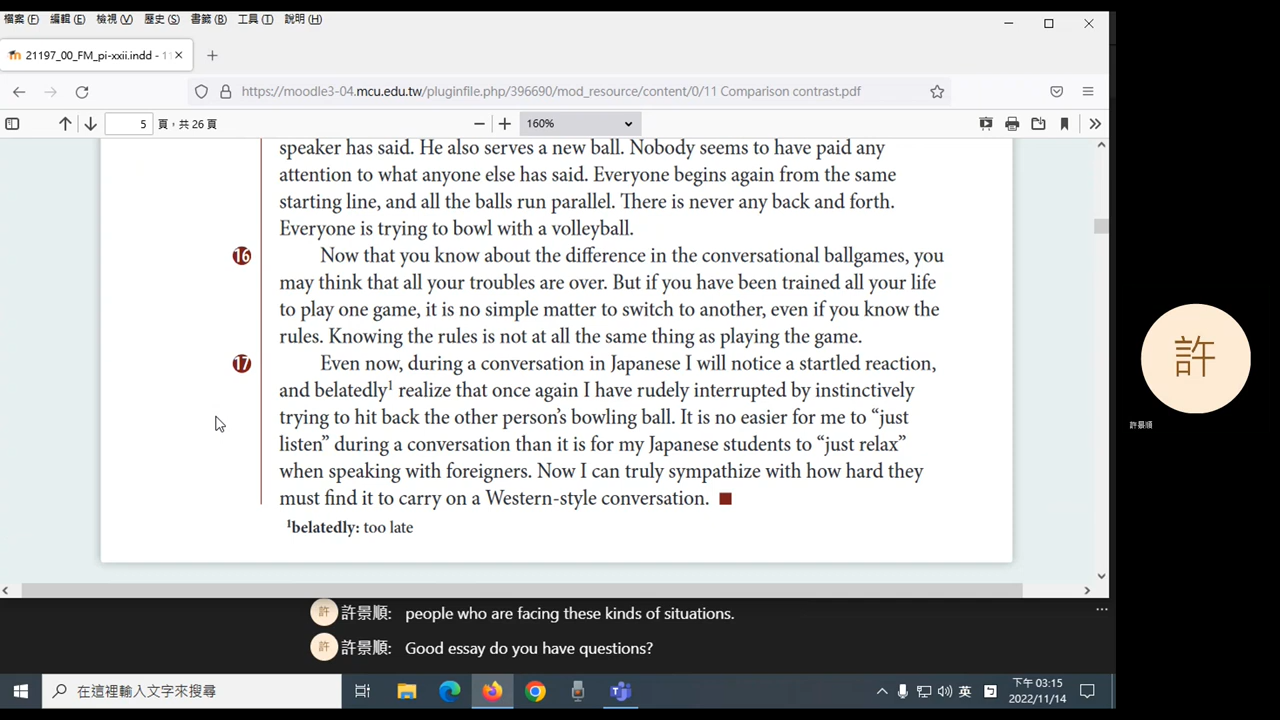 檔案(F) 編輯(E) 檢視(V) 歷史(S) 書籤(B) 工具(T) 說明(H)
21197_00_FM_pi-xxii.indd - 11
https://moodle3-04.mcu.edu.tw/pluginfile.php/396690/mod_resource/content/0/11 Comparison contrast.pdf
5 頁，共 26 頁 160%
speaker has said. He also serves a new ball. Nobody seems to have paid any
attention to what anyone else has said. Everyone begins again from the same
starting line, and all the balls run parallel. There is never any back and forth.
Everyone is trying to bowl with a volleyball.
16 Now that you know about the difference in the conversational ballgames, you
may think that all your troubles are over. But if you have been trained all your life
to play one game, it is no simple matter to switch to another, even if you know the
rules. Knowing the rules is not at all the same thing as playing the game.
17 Even now, during a conversation in Japanese I will notice a startled reaction,
and belatedly¹ realize that once again I have rudely interrupted by instinctively
trying to hit back the other person's bowling ball. It is no easier for me to “just
listen” during a conversation than it is for my Japanese students to “just relax”
when speaking with foreigners. Now I can truly sympathize with how hard they
must find it to carry on a Western-style conversation.
¹belatedly: too late
許
許景順
許 許景順: people who are facing these kinds of situations.
許 許景順: Good essay do you have questions?
在這裡輸入文字來搜尋
英
下午 03:15
2022/11/14